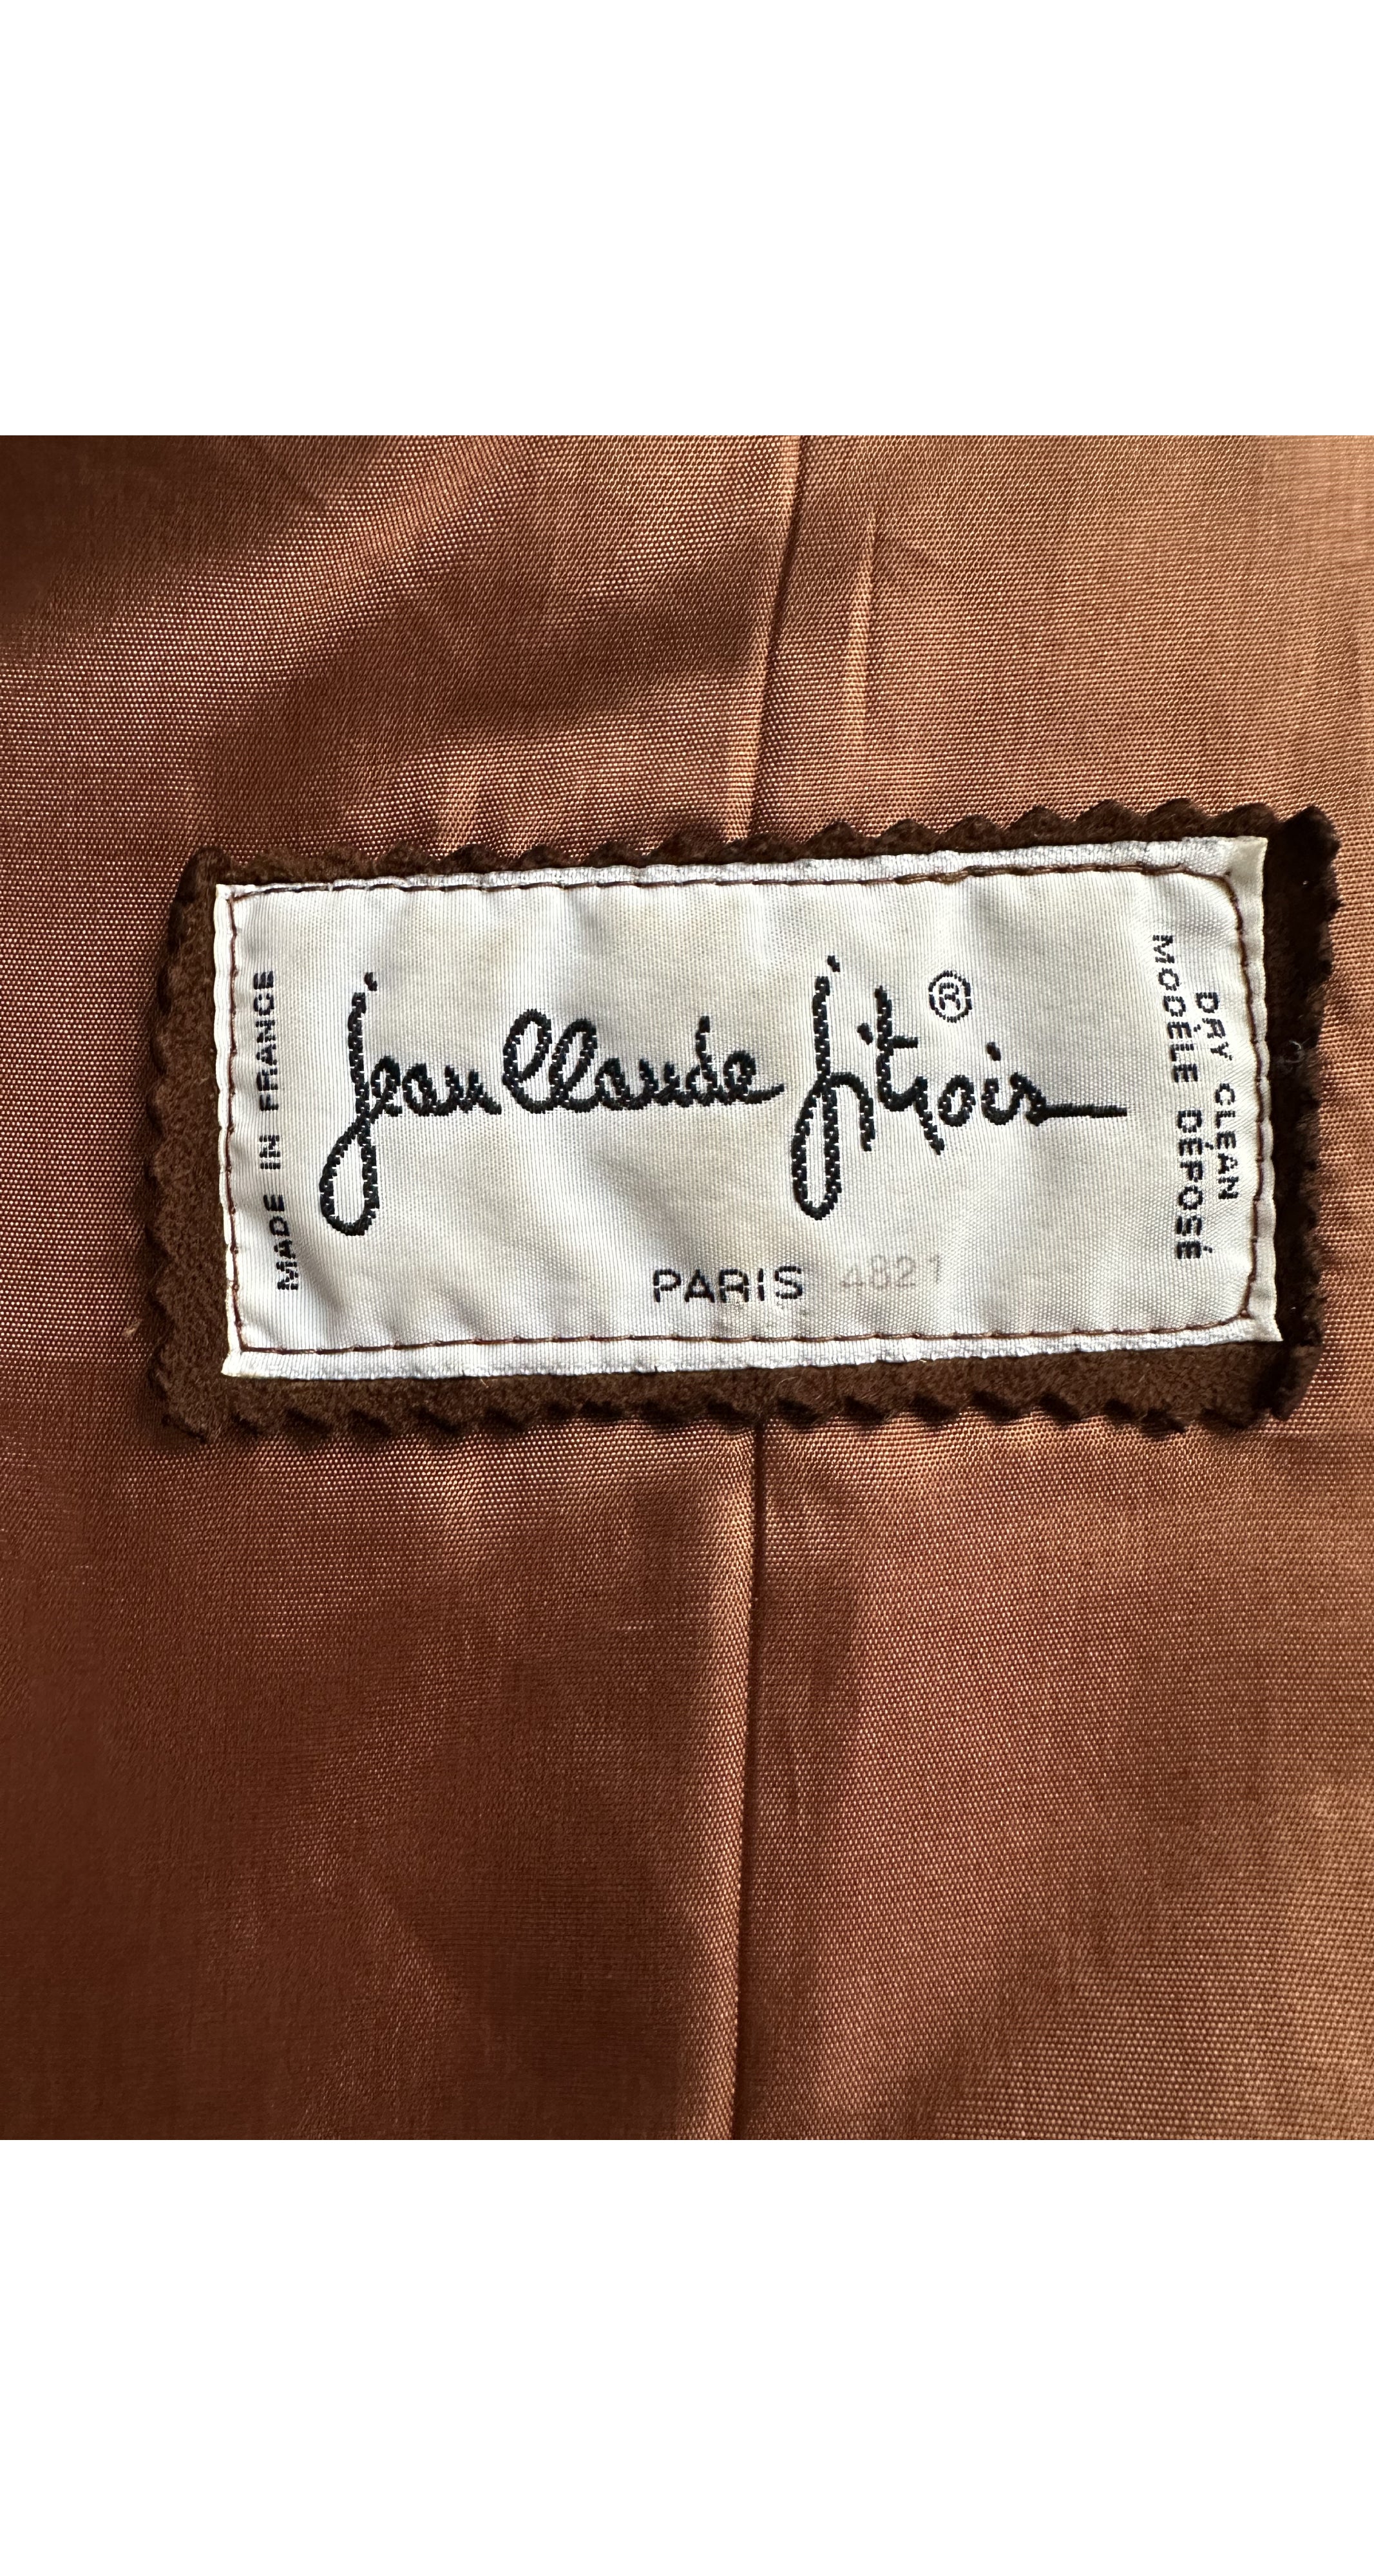 MADE IN FRANCE
jean Claude jitrois ®
PARIS 4821
DRY CLEAN
MODÈLE DÉPOSÉ